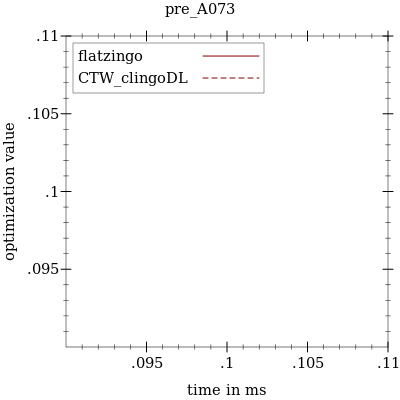 pre_A073
.11
flatzingo
CTW_clingoDL
.105
.1
.095
optimization value
.095 .1 .105 .11
time in ms